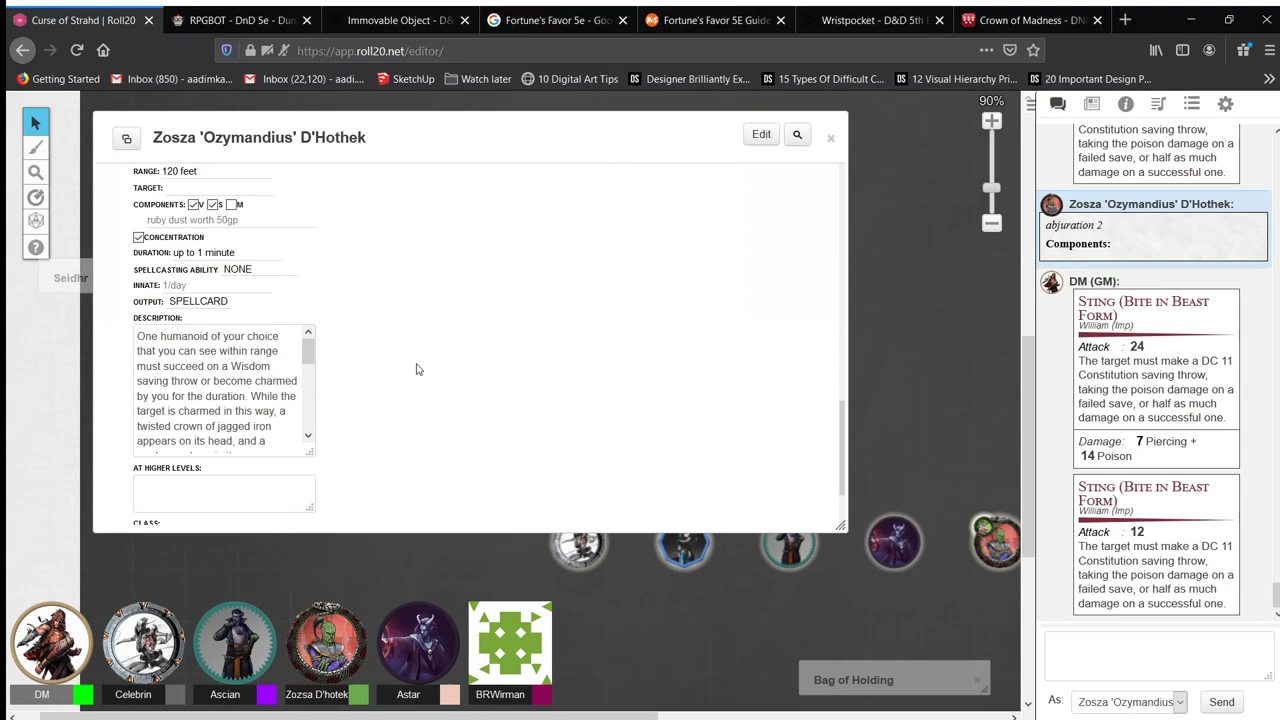 Curse of Strahd | Roll20
RPGBOT - DnD 5e - Dun
Immovable Object - D&
Fortune's Favor 5e - Goo
Fortune's Favor 5E Guide
Wristpocket - D&D 5th E
Crown of Madness - DN
https://app.roll20.net/editor/
Getting Started
Inbox (850) - aadimka...
Inbox (22,120) - aadi...
SketchUp
Watch later
10 Digital Art Tips
Designer Brilliantly Ex...
15 Types Of Difficult C...
12 Visual Hierarchy Pri...
20 Important Design P...
90%
Zosza 'Ozymandius' D'Hothek
Edit
RANGE: 120 feet
TARGET:
COMPONENTS: V S M
ruby dust worth 50gp
CONCENTRATION
DURATION: up to 1 minute
SPELLCASTING ABILITY NONE
INNATE: 1/day
OUTPUT: SPELLCARD
DESCRIPTION:
One humanoid of your choice
that you can see within range
must succeed on a Wisdom
saving throw or become charmed
by you for the duration. While the
target is charmed in this way, a
twisted crown of jagged iron
appears on its head, and a
AT HIGHER LEVELS:
CLASS:
Seidhr
Bag of Holding
DM
Celebrin
Ascian
Zozsa D'hotek
Astar
BRWirman
Constitution saving throw,
taking the poison damage on a
failed save, or half as much
damage on a successful one.
Zosza 'Ozymandius' D'Hothek:
abjuration 2
Components:
DM (GM):
STING (BITE IN BEAST
FORM)
William (Imp)
Attack : 24
The target must make a DC 11
Constitution saving throw,
taking the poison damage on a
failed save, or half as much
damage on a successful one.
Damage: 7 Piercing +
14 Poison
STING (BITE IN BEAST
FORM)
William (Imp)
Attack : 12
The target must make a DC 11
Constitution saving throw,
taking the poison damage on a
failed save, or half as much
damage on a successful one.
As: Zosza 'Ozymandius
Send